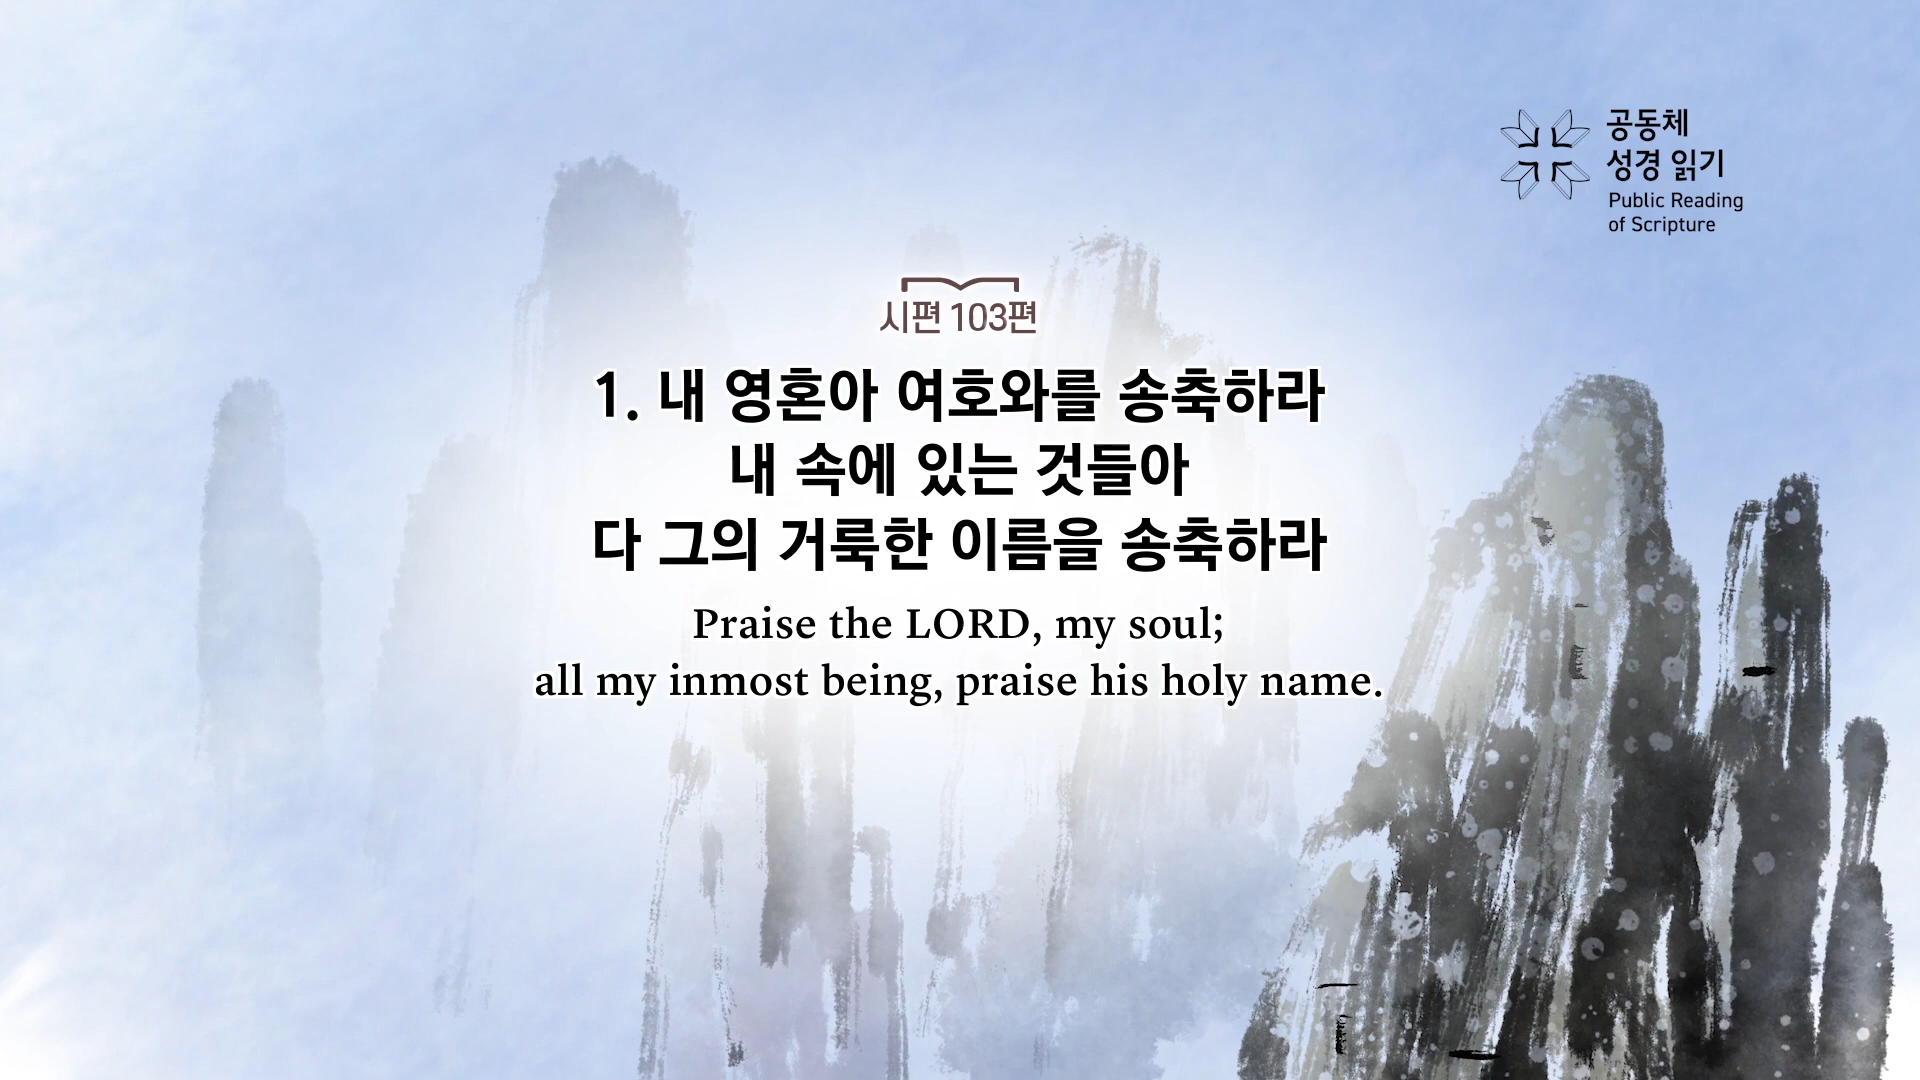 공동체
성경 읽기
Public Reading
of Scripture
시편 103편
1. 내 영혼아 여호와를 송축하라
내 속에 있는 것들아
다 그의 거룩한 이름을 송축하라
Praise the LORD, my soul;
all my inmost being, praise his holy name.